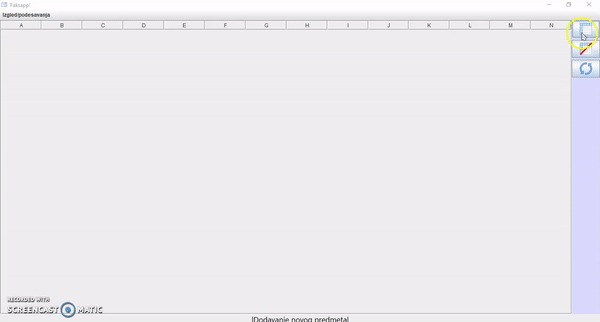 Faksapp!
Izgled/podesavanja
A B C D E F G H I J K L M N
RECORDED WITH
SCREENCAST MATIC
|Dodavanje novog predmeta|